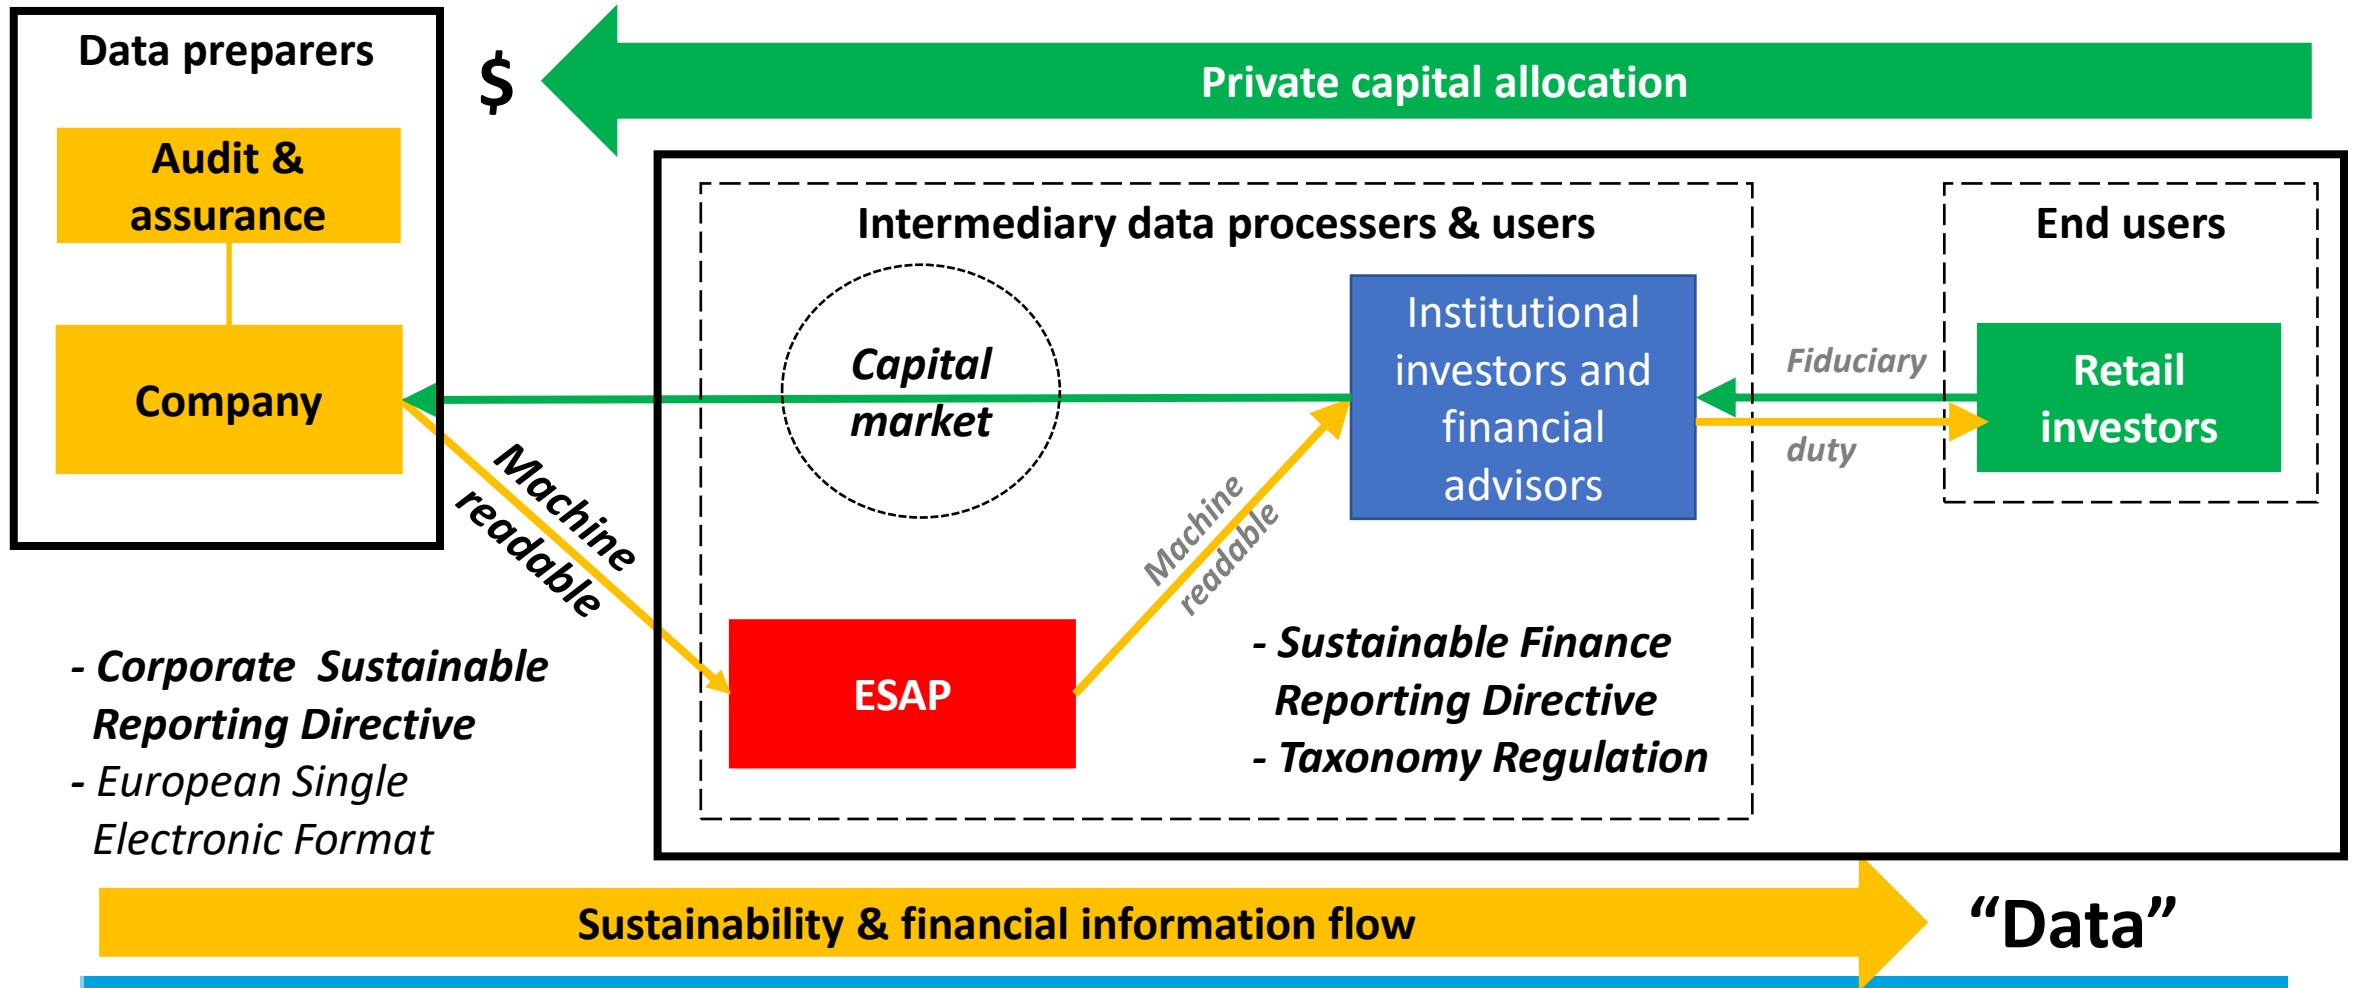 Data preparers
$
Private capital allocation
Audit &
assurance
Company
Intermediary data processers & users
End users
Capital
market
Institutional
investors and
financial
advisors
Fiduciary
duty
Retail
investors
Machine
readable
Machine
readable
ESAP
- Corporate Sustainable
Reporting Directive
- European Single
Electronic Format
- Sustainable Finance
Reporting Directive
- Taxonomy Regulation
Sustainability & financial information flow
“Data”